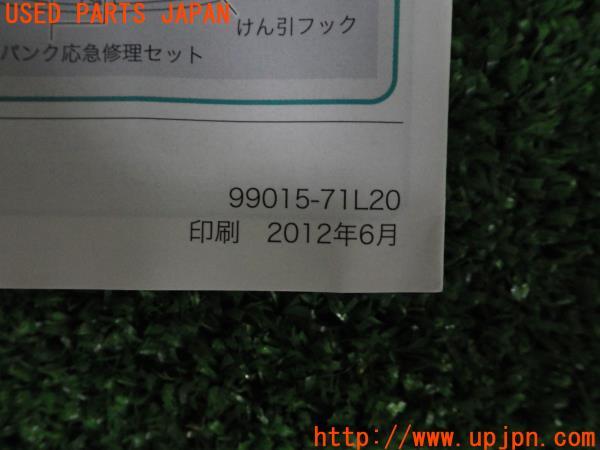 USED PARTS JAPAN
けん引フック
パンク応急修理セット
99015-71L20
印刷　2012年6月
http://www.upjpn.com/